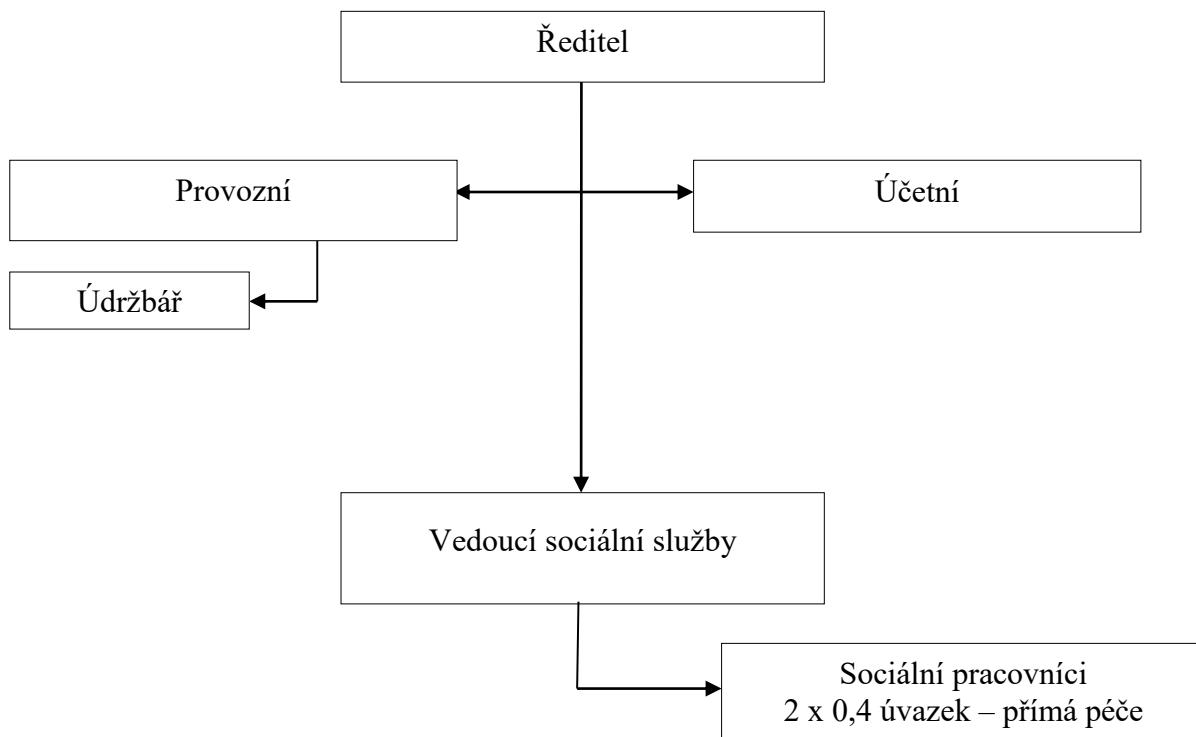 Ředitel
Provozní
Účetní
Údržbář
Vedoucí sociální služby
Sociální pracovníci
2 x 0,4 úvazek – přímá péče